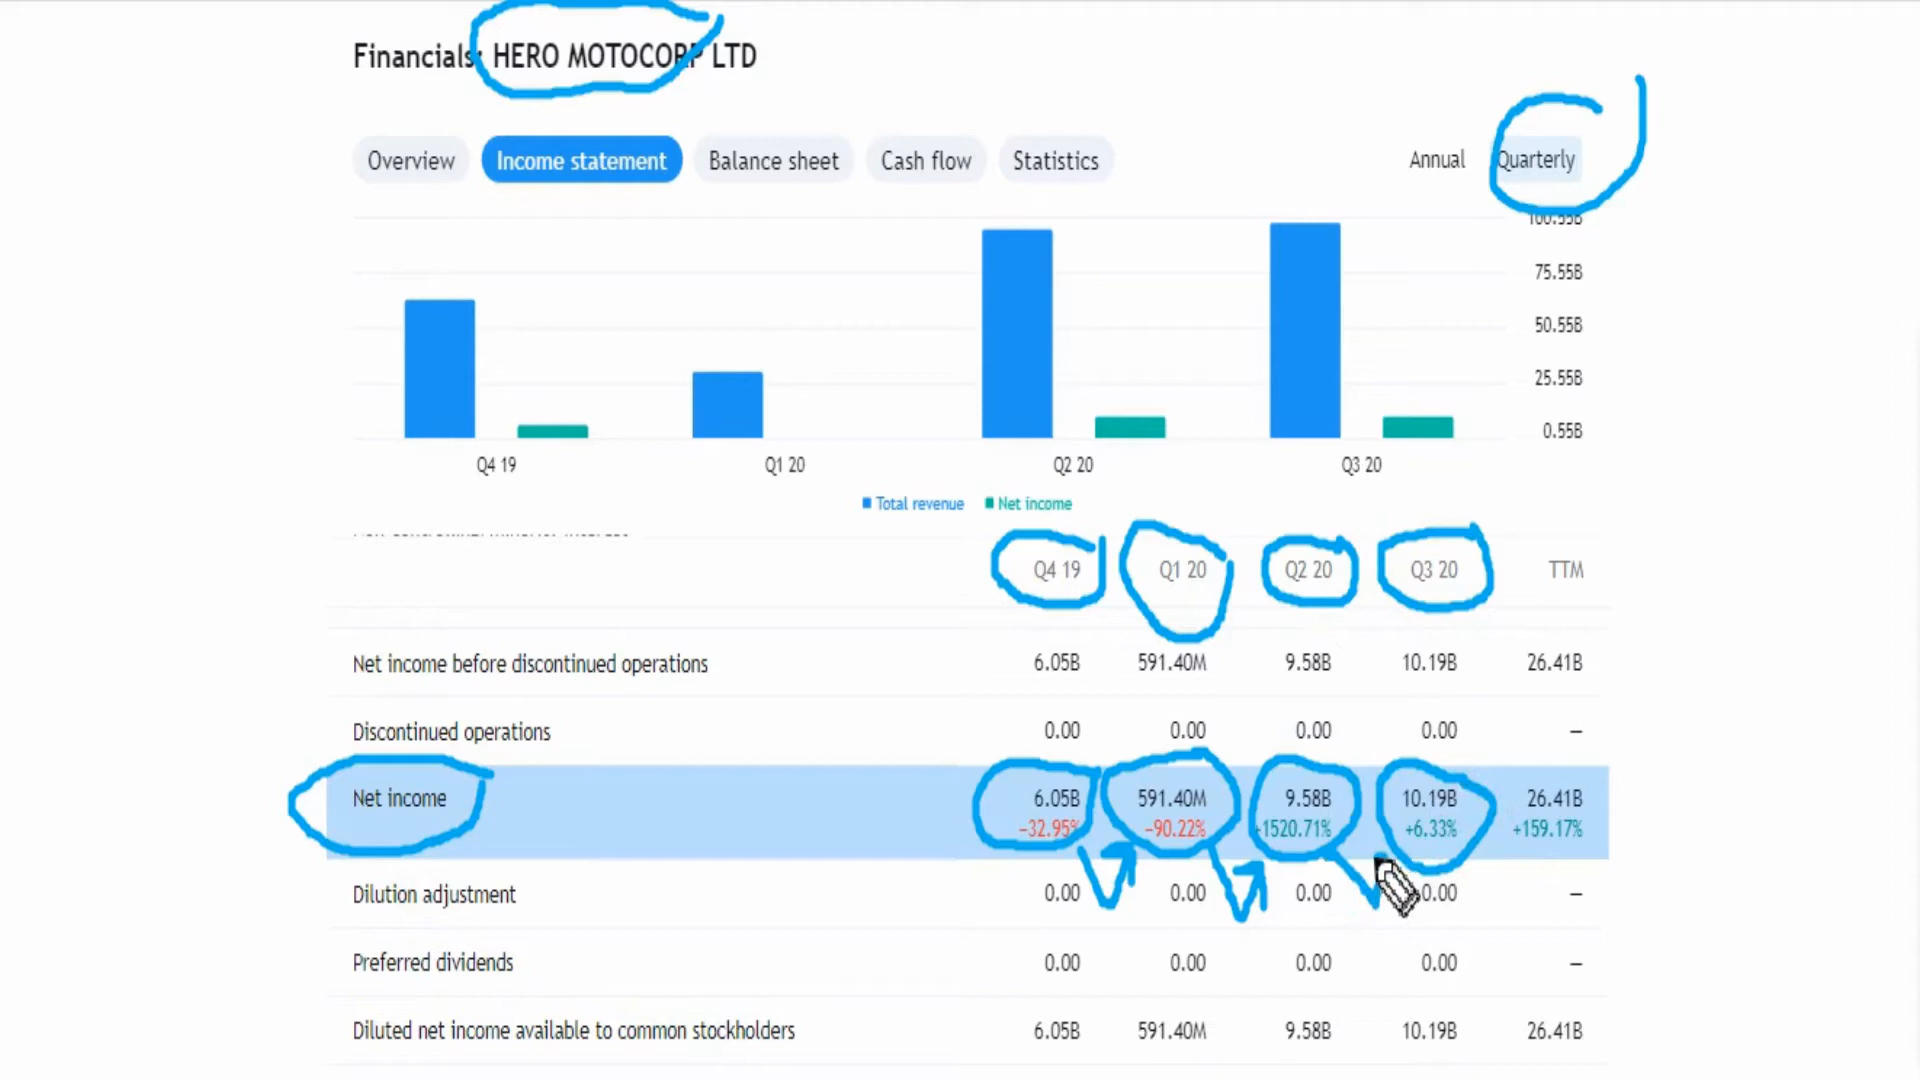 Financials: HERO MOTOCORP LTD
Overview Income statement Balance sheet Cash flow Statistics Annual Quarterly
100.55B
75.55B
50.55B
25.55B
0.55B
Q4 19 Q1 20 Q2 20 Q3 20
Total revenue Net income
Q4 19 Q1 20 Q2 20 Q3 20 TTM
Net income before discontinued operations 6.05B 591.40M 9.58B 10.19B 26.41B
Discontinued operations 0.00 0.00 0.00 0.00 —
Net income 6.05B 591.40M 9.58B 10.19B 26.41B
−32.95% −90.22% +1520.71% +6.33% +159.17%
Dilution adjustment 0.00 0.00 0.00 0.00 —
Preferred dividends 0.00 0.00 0.00 0.00 —
Diluted net income available to common stockholders 6.05B 591.40M 9.58B 10.19B 26.41B